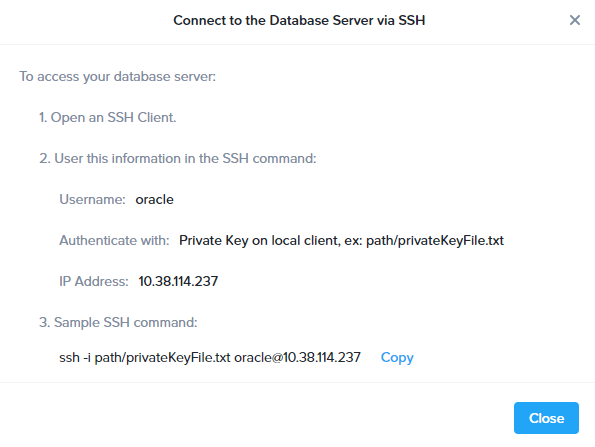 Connect to the Database Server via SSH
To access your database server:
1. Open an SSH Client.
2. User this information in the SSH command:
Username: oracle
Authenticate with: Private Key on local client, ex: path/privateKeyFile.txt
IP Address: 10.38.114.237
3. Sample SSH command:
ssh -i path/privateKeyFile.txt oracle@10.38.114.237 Copy
Close